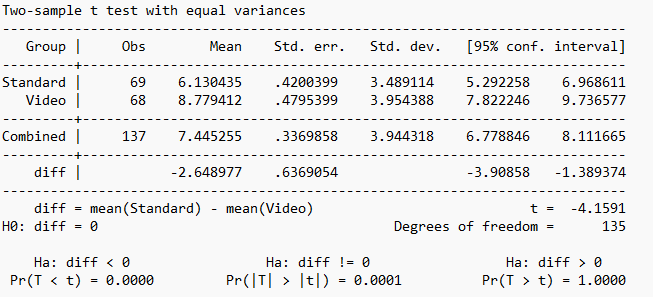 Two-sample t test with equal variances
------------------------------------------------------------------------------
   Group |     Obs        Mean    Std. err.   Std. dev.   [95% conf. interval]
---------+--------------------------------------------------------------------
Standard |      69    6.130435    .4200399    3.489114    5.292258    6.968611
   Video |      68    8.779412    .4795399    3.954388    7.822246    9.736577
---------+--------------------------------------------------------------------
Combined |     137    7.445255    .3369858    3.944318    6.778846    8.111665
---------+--------------------------------------------------------------------
    diff |           -2.648977    .6369054                -3.90858   -1.389374
------------------------------------------------------------------------------
    diff = mean(Standard) - mean(Video)                           t =  -4.1591
H0: diff = 0                                     Degrees of freedom =      135
    Ha: diff < 0                 Ha: diff != 0                 Ha: diff > 0
 Pr(T < t) = 0.0000         Pr(|T| > |t|) = 0.0001          Pr(T > t) = 1.0000